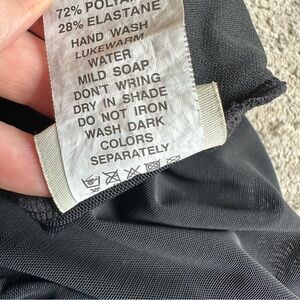 72% POLYAM
28% ELASTANE
HAND WASH
LUKEWARM
WATER
MILD SOAP
DON'T WRING
DRY IN SHADE
DO NOT IRON
WASH DARK
COLORS
SEPARATELY